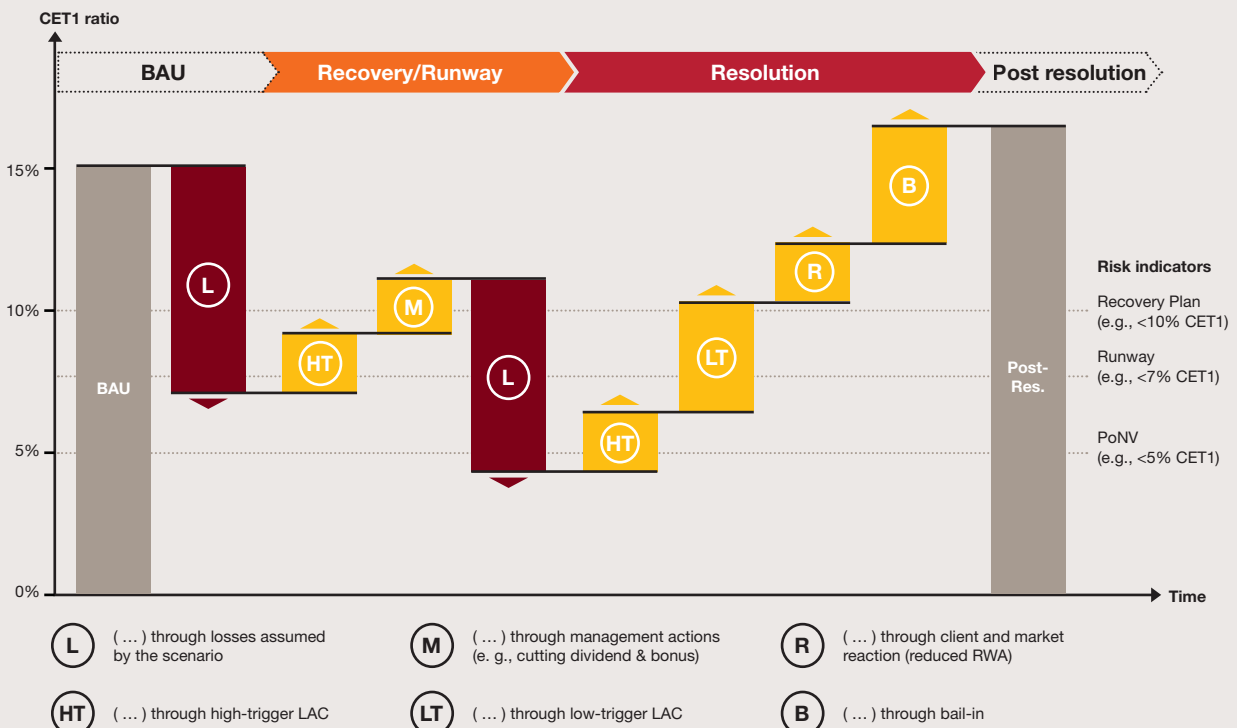 CET1 ratio
BAU
Recovery/Runway
Resolution
Post resolution
15%
10%
5%
0%
BAU
L
HT
M
L
HT
LT
R
B
Post-
Res.
Risk indicators
Recovery Plan
(e.g., <10% CET1)
Runway
(e.g., <7% CET1)
PoNV
(e.g., <5% CET1)
Time
L
( ... ) through losses assumed
by the scenario
M
( ... ) through management actions
(e. g., cutting dividend & bonus)
R
( ... ) through client and market
reaction (reduced RWA)
HT
( ... ) through high-trigger LAC
LT
( ... ) through low-trigger LAC
B
( ... ) through bail-in